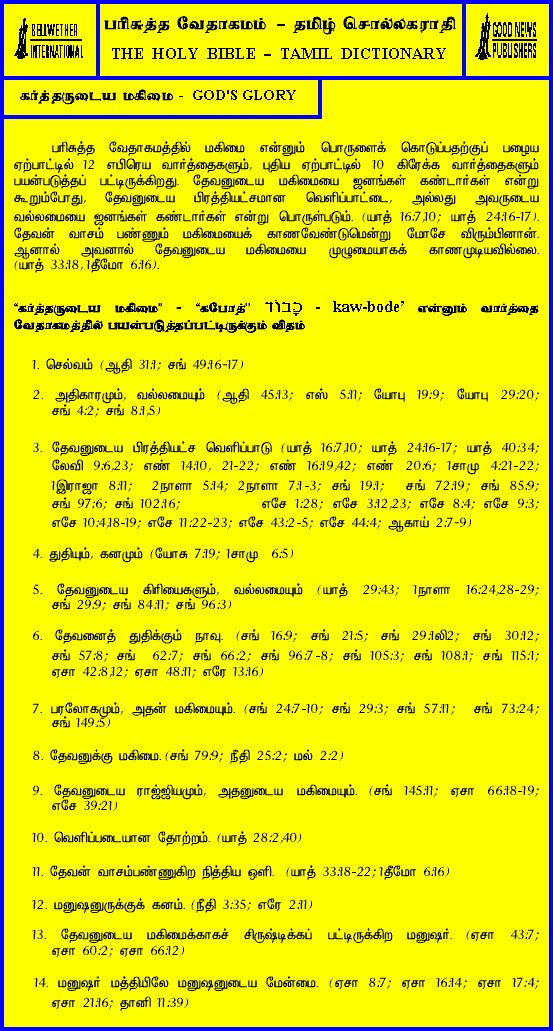 BELLWETHER
INTERNATIONAL
பரிசுத்த வேதாகமம் – தமிழ் சொல்லகராதி
THE HOLY BIBLE – TAMIL DICTIONARY
GOOD NEWS
PUBLISHERS
கர்த்தருடைய மகிமை - GOD'S GLORY
பரிசுத்த வேதாகமத்தில் மகிமை என்னும் பொருளைக் கொடுப்பதற்குப் பழைய
ஏற்பாட்டில் 12 எபிரெய வார்த்தைகளும், புதிய ஏற்பாட்டில் 10 கிரேக்க வார்த்தைகளும்
பயன்படுத்தப் பட்டிருக்கிறது. தேவனுடைய மகிமையை ஜனங்கள் கண்டார்கள் என்று
கூறும்போது, தேவனுடைய பிரத்தியட்சமான வெளிப்பாட்டை, அல்லது அவருடைய
வல்லமையை ஜனங்கள் கண்டார்கள் என்று பொருள்படும். (யாத் 16:7,10; யாத் 24:16-17).
தேவன் வாசம் பண்ணும் மகிமையைக் காணவேண்டுமென்று மோசே விரும்பினான்.
ஆனால் அவனால் தேவனுடைய மகிமையை முழுமையாகக் காணமுடியவில்லை.
(யாத் 33:18,1தீமோ 6:16).
"கர்த்தருடைய மகிமை" - "கபோத்" כָּבוֹד - kaw-bode' என்னும் வார்த்தை
வேதாகமத்தில் பயன்படுத்தப்பட்டிருக்கும் விதம்
1. செல்வம் (ஆதி 31:1; சங் 49:16-17)
2. அதிகாரமும், வல்லமையும் (ஆதி 45:13; எஸ் 5:11; யோபு 19:9; யோபு 29:20;
சங் 4:2; சங் 8:1,5)
3. தேவனுடைய பிரத்தியட்ச வெளிப்பாடு (யாத் 16:7,10; யாத் 24:16-17; யாத் 40:34;
லேவி 9:6,23; எண் 14:10, 21-22; எண் 16:19,42; எண் 20:6; 1சாமு 4:21-22;
1இராஜா 8:11; 2நாளா 5:14; 2நாளா 7:1-3; சங் 19:1; சங் 72:19; சங் 85:9;
சங் 97:6; சங் 102:16; எசே 1:28; எசே 3:12,23; எசே 8:4; எசே 9:3;
எசே 10:4,18-19; எசே 11:22-23; எசே 43:2-5; எசே 44:4; ஆகாய் 2:7-9)
4. துதியும், கனமும் (யோசு 7:19; 1சாமு 6:5)
5. தேவனுடைய கிரியைகளும், வல்லமையும் (யாத் 29:43; 1நாளா 16:24,28-29;
சங் 29:9; சங் 84:11; சங் 96:3)
6. தேவனைத் துதிக்கும் நாவு. (சங் 16:9; சங் 21:5; சங் 29:1லி2; சங் 30:12;
சங் 57:8; சங் 62:7; சங் 66:2; சங் 96:7-8; சங் 105:3; சங் 108:1; சங் 115:1;
ஏசா 42:8,12; ஏசா 48:11; எரே 13:16)
7. பரலோகமும், அதன் மகிமையும். (சங் 24:7-10; சங் 29:3; சங் 57:11; சங் 73:24;
சங் 149:5)
8. தேவனுக்கு மகிமை. (சங் 79:9; நீதி 25:2; மல் 2:2)
9. தேவனுடைய ராஜ்ஜியமும், அதனுடைய மகிமையும். (சங் 145:11; ஏசா 66:18-19;
எசே 39:21)
10. வெளிப்படையான தோற்றம். (யாத் 28:2,40)
11. தேவன் வாசம்பண்ணுகிற நித்திய ஒளி. (யாத் 33:18-22; 1தீமோ 6:16)
12. மனுஷனுருக்குக் கனம். (நீதி 3:35; எரே 2:11)
13. தேவனுடைய மகிமைக்காகச் சிருஷ்டிக்கப் பட்டிருக்கிற மனுஷர். (ஏசா 43:7;
ஏசா 60:2; ஏசா 66:12)
14. மனுஷர் மத்தியிலே மனுஷனுடைய மேன்மை. (ஏசா 8:7; ஏசா 16:14; ஏசா 17:4;
ஏசா 21:16; தானி 11:39)